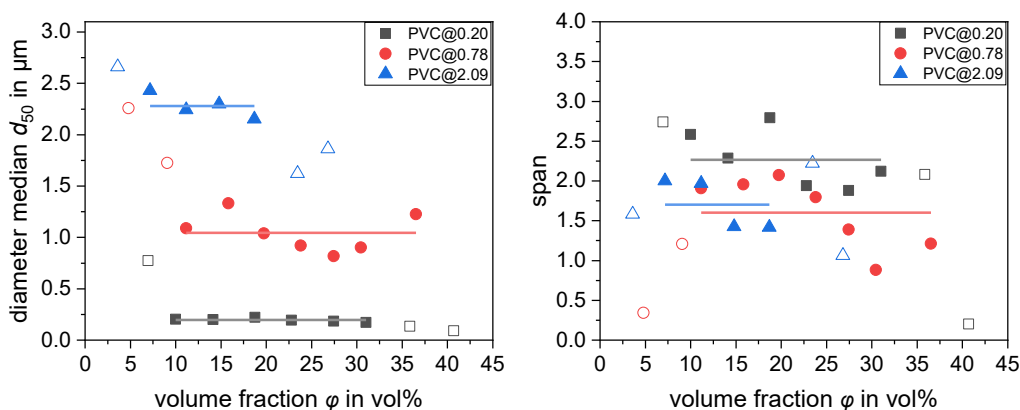 diameter median d50 in µm
3.0
2.5
2.0
1.5
1.0
0.5
0.0
0 5 10 15 20 25 30 35 40 45
volume fraction φ in vol%
PVC@0.20
PVC@0.78
PVC@2.09
span
4.0
3.5
3.0
2.5
2.0
1.5
1.0
0.5
0.0
0 5 10 15 20 25 30 35 40 45
volume fraction φ in vol%
PVC@0.20
PVC@0.78
PVC@2.09